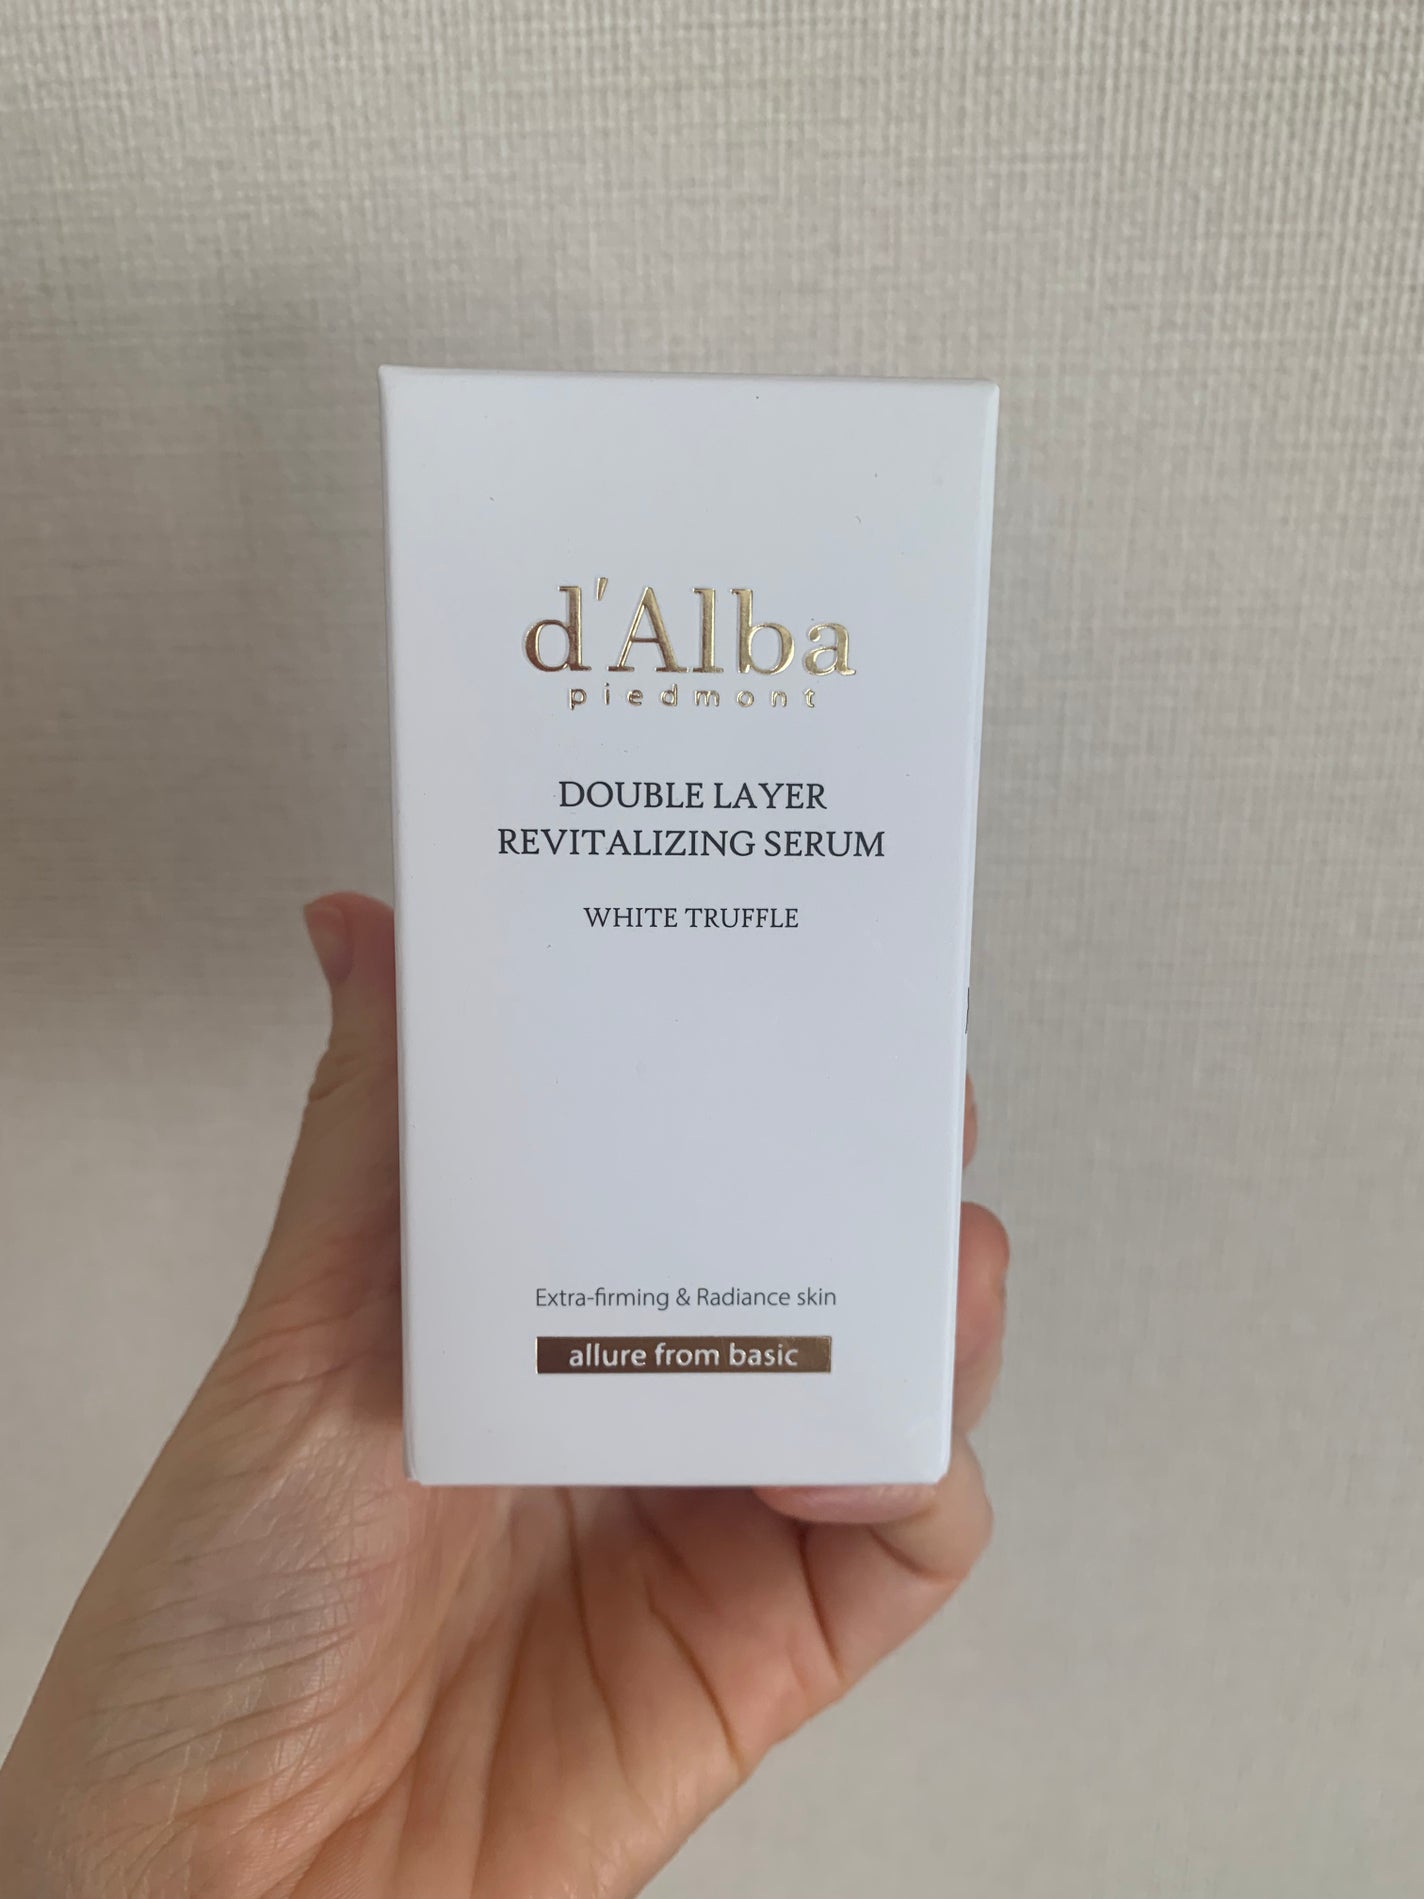 d'Alba
piedmont
DOUBLE LAYER
REVITALIZING SERUM
WHITE TRUFFLE
Extra-firming & Radiance skin
allure from basic